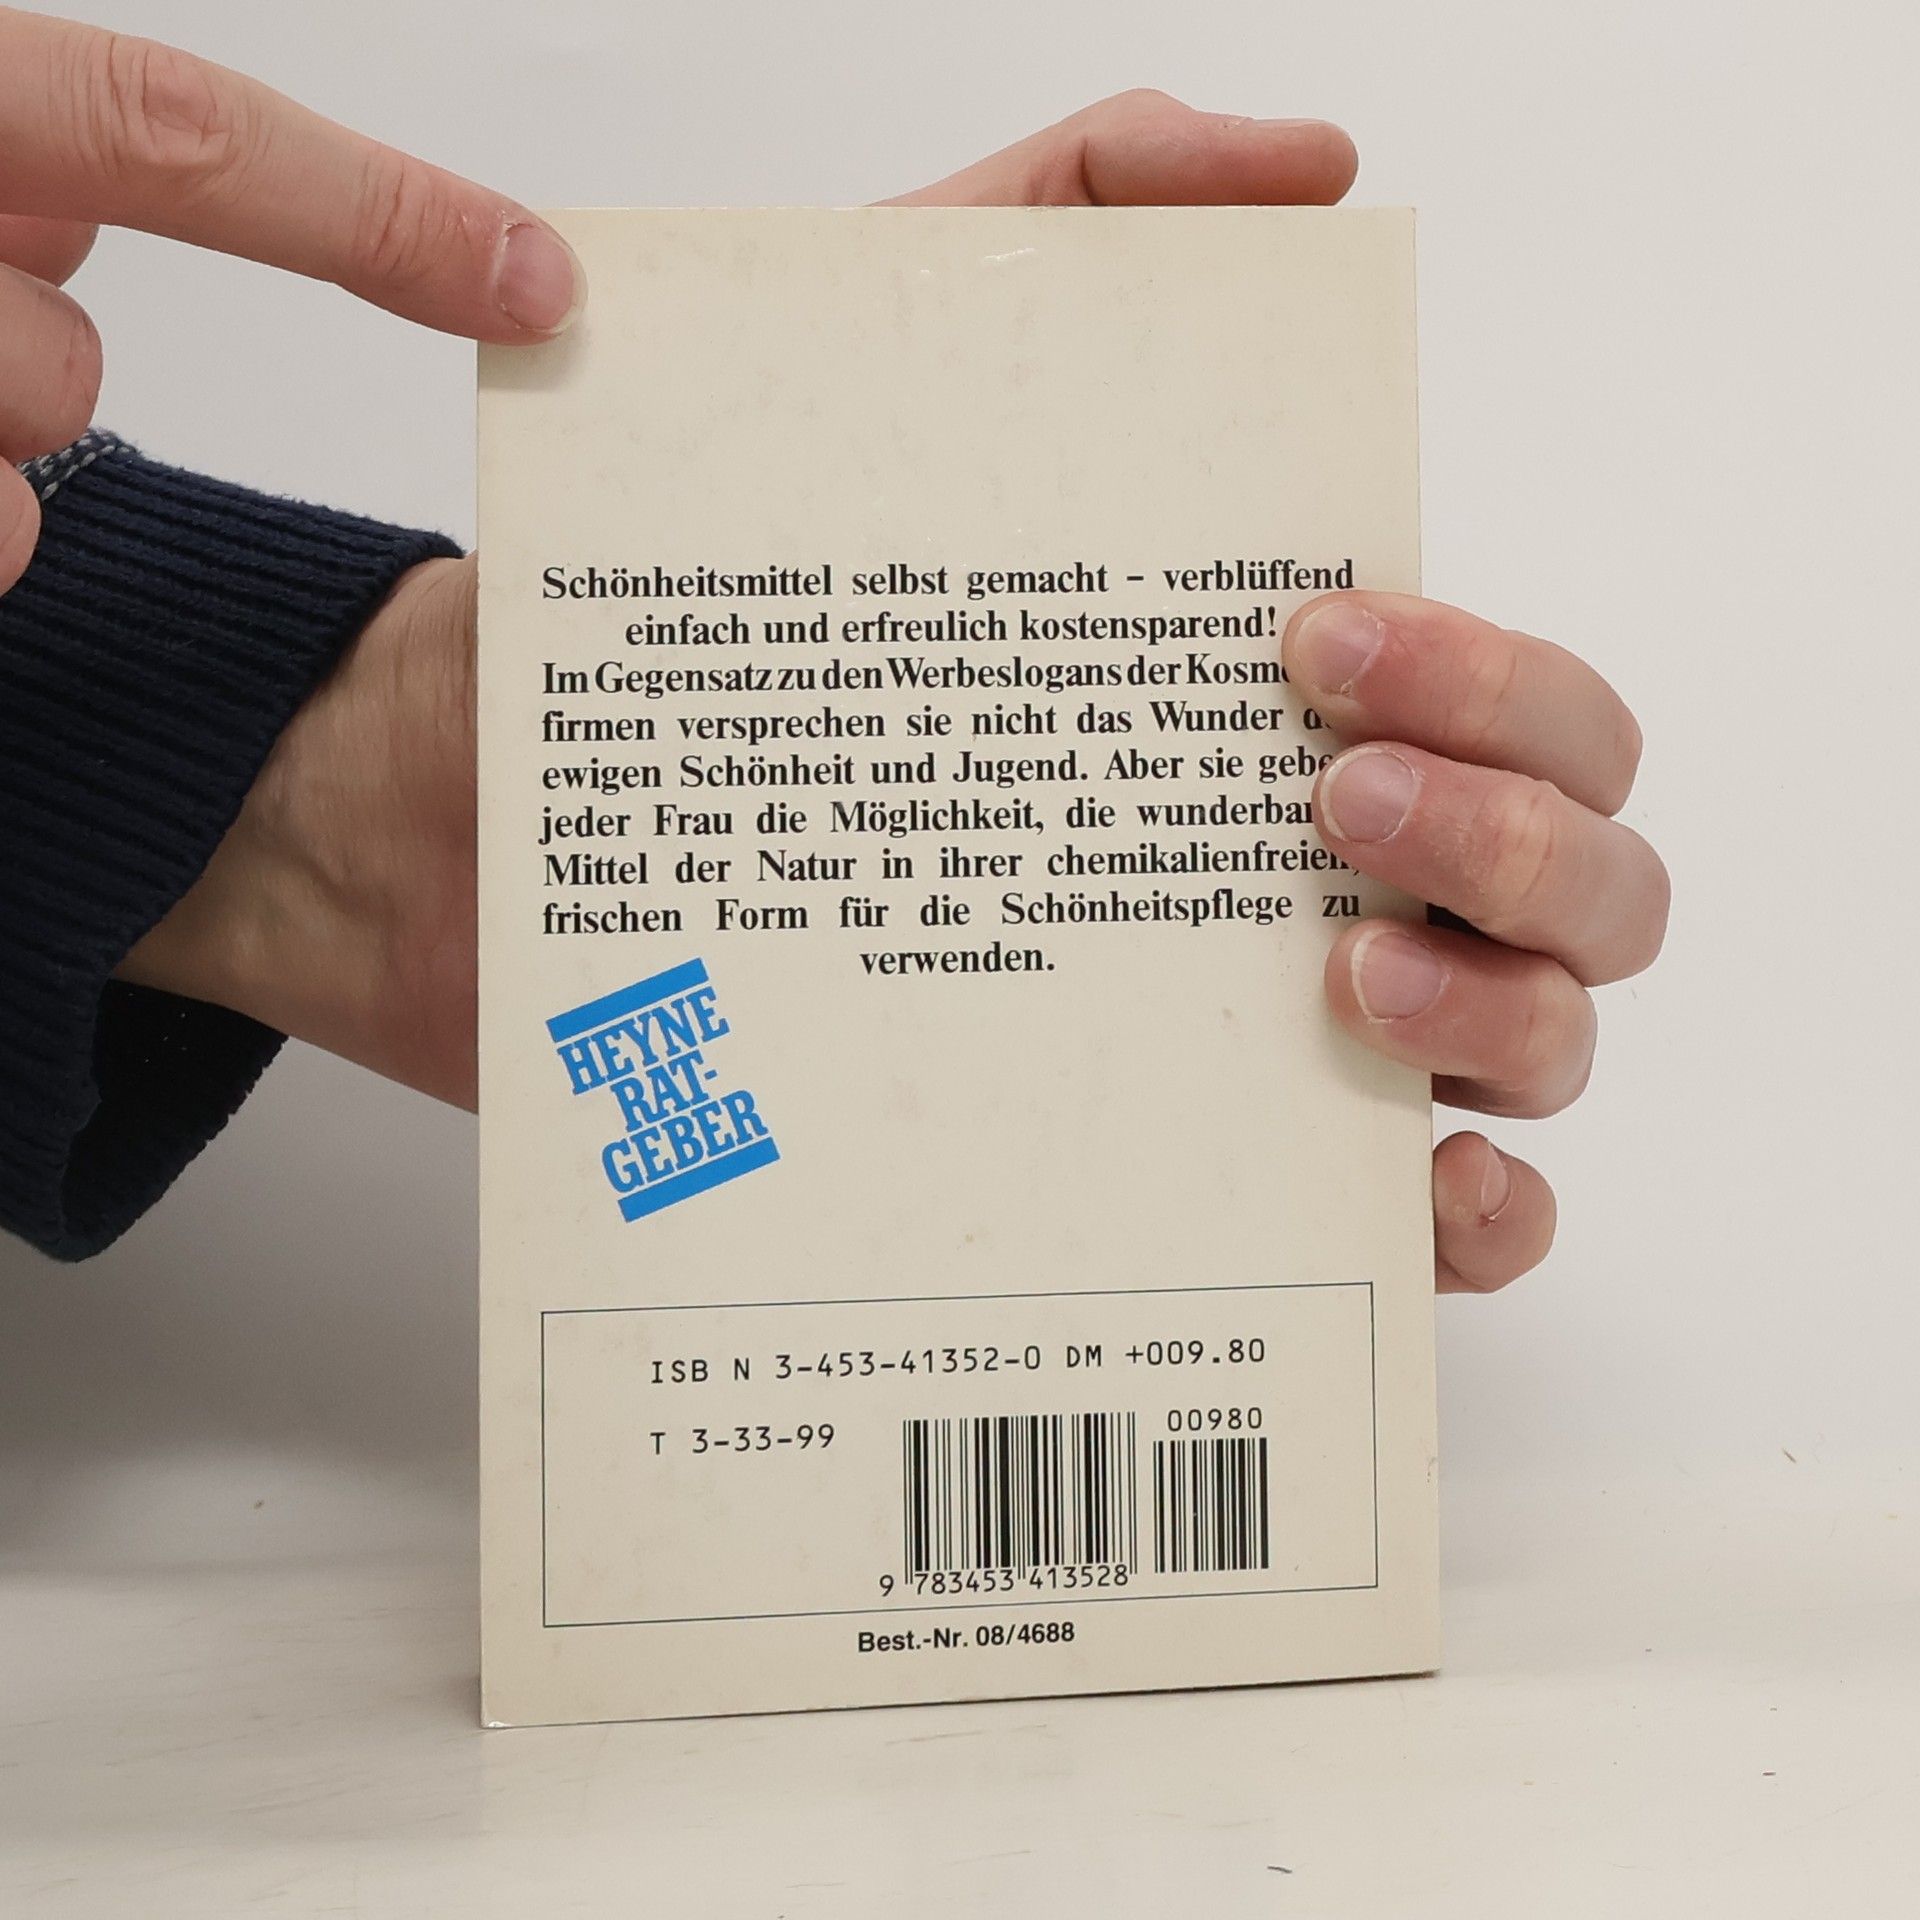 Schönheitsmittel selbst gemacht – verblüffend
einfach und erfreulich kostensparend!
Im Gegensatz zu den Werbeslogans der
firmen versprechen sie nicht das Wunder
ewigen Schönheit und Jugend. Aber sie
jeder Frau die Möglichkeit, die
Mittel der Natur in ihrer chemikalienfreien,
frischen Form für die Schönheitspflege zu
verwenden.
HEYNE
RAT-
GEBER
ISB N 3-453-41352-0 DM +009.80
T 3-33-99
00980
9 783453 413528
Best.-Nr. 08/4688